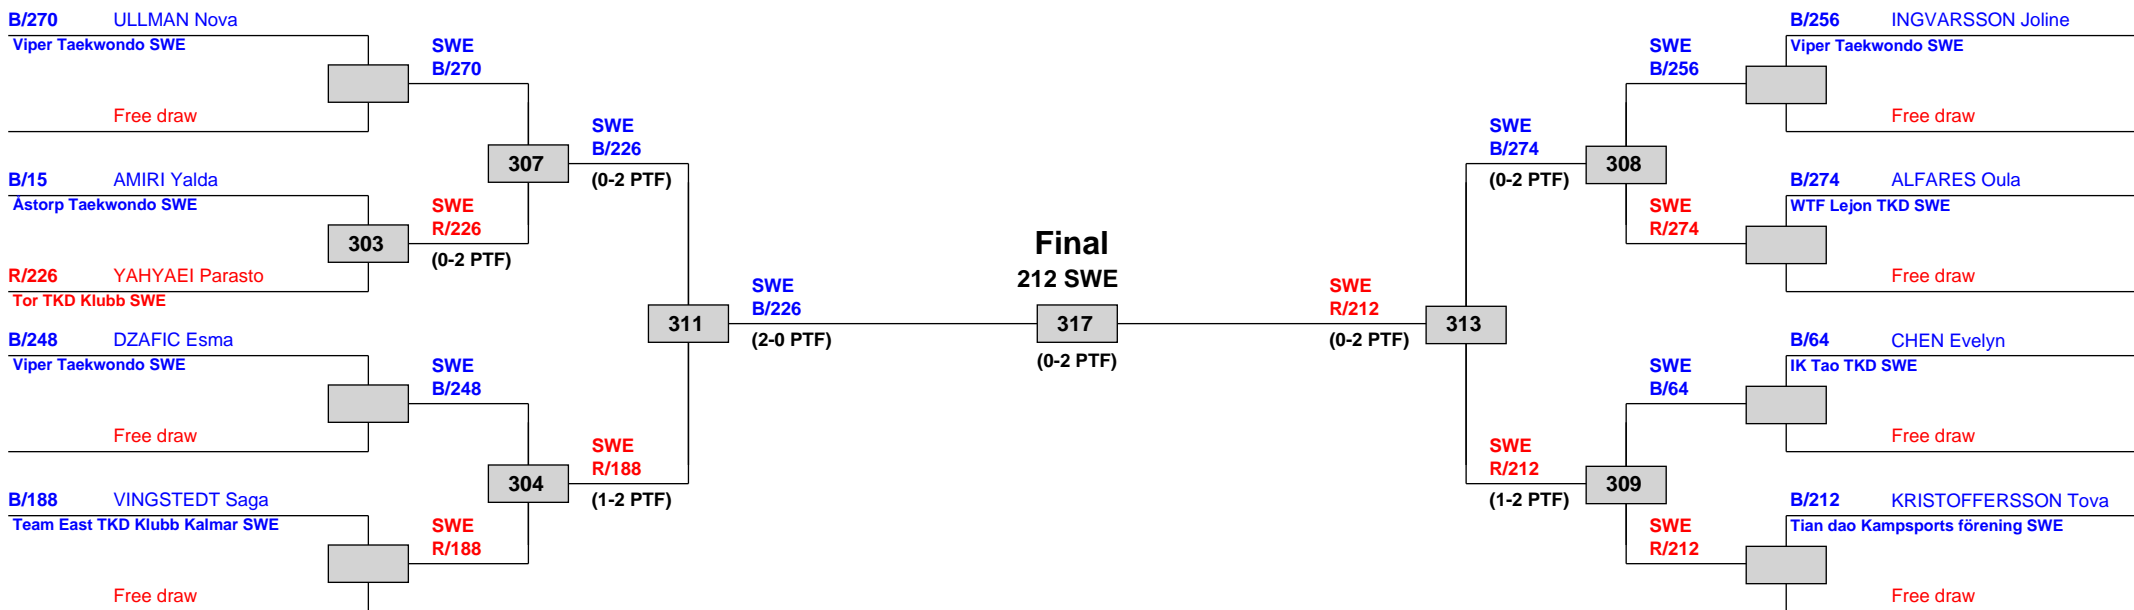 B/270 ULLMAN Nova
Viper Taekwondo SWE
SWE
B/270
Free draw
307
SWE
B/226
(0-2 PTF)
B/15 AMIRI Yalda
Åstorp Taekwondo SWE
303
SWE
R/226
(0-2 PTF)
R/226 YAHYAEI Parasto
Tor TKD Klubb SWE
311
SWE
B/226
(2-0 PTF)
B/248 DZAFIC Esma
Viper Taekwondo SWE
SWE
B/248
Free draw
304
SWE
R/188
(1-2 PTF)
B/188 VINGSTEDT Saga
Team East TKD Klubb Kalmar SWE
SWE
R/188
Free draw
Final
212 SWE
317
(0-2 PTF)
SWE
R/212
(0-2 PTF)
313
SWE
B/274
(0-2 PTF)
308
SWE
B/256
B/256 INGVARSSON Joline
Viper Taekwondo SWE
Free draw
SWE
R/274
B/274 ALFARES Oula
WTF Lejon TKD SWE
Free draw
SWE
R/212
(1-2 PTF)
309
SWE
B/64
B/64 CHEN Evelyn
IK Tao TKD SWE
Free draw
SWE
R/212
B/212 KRISTOFFERSSON Tova
Tian dao Kampsports förening SWE
Free draw